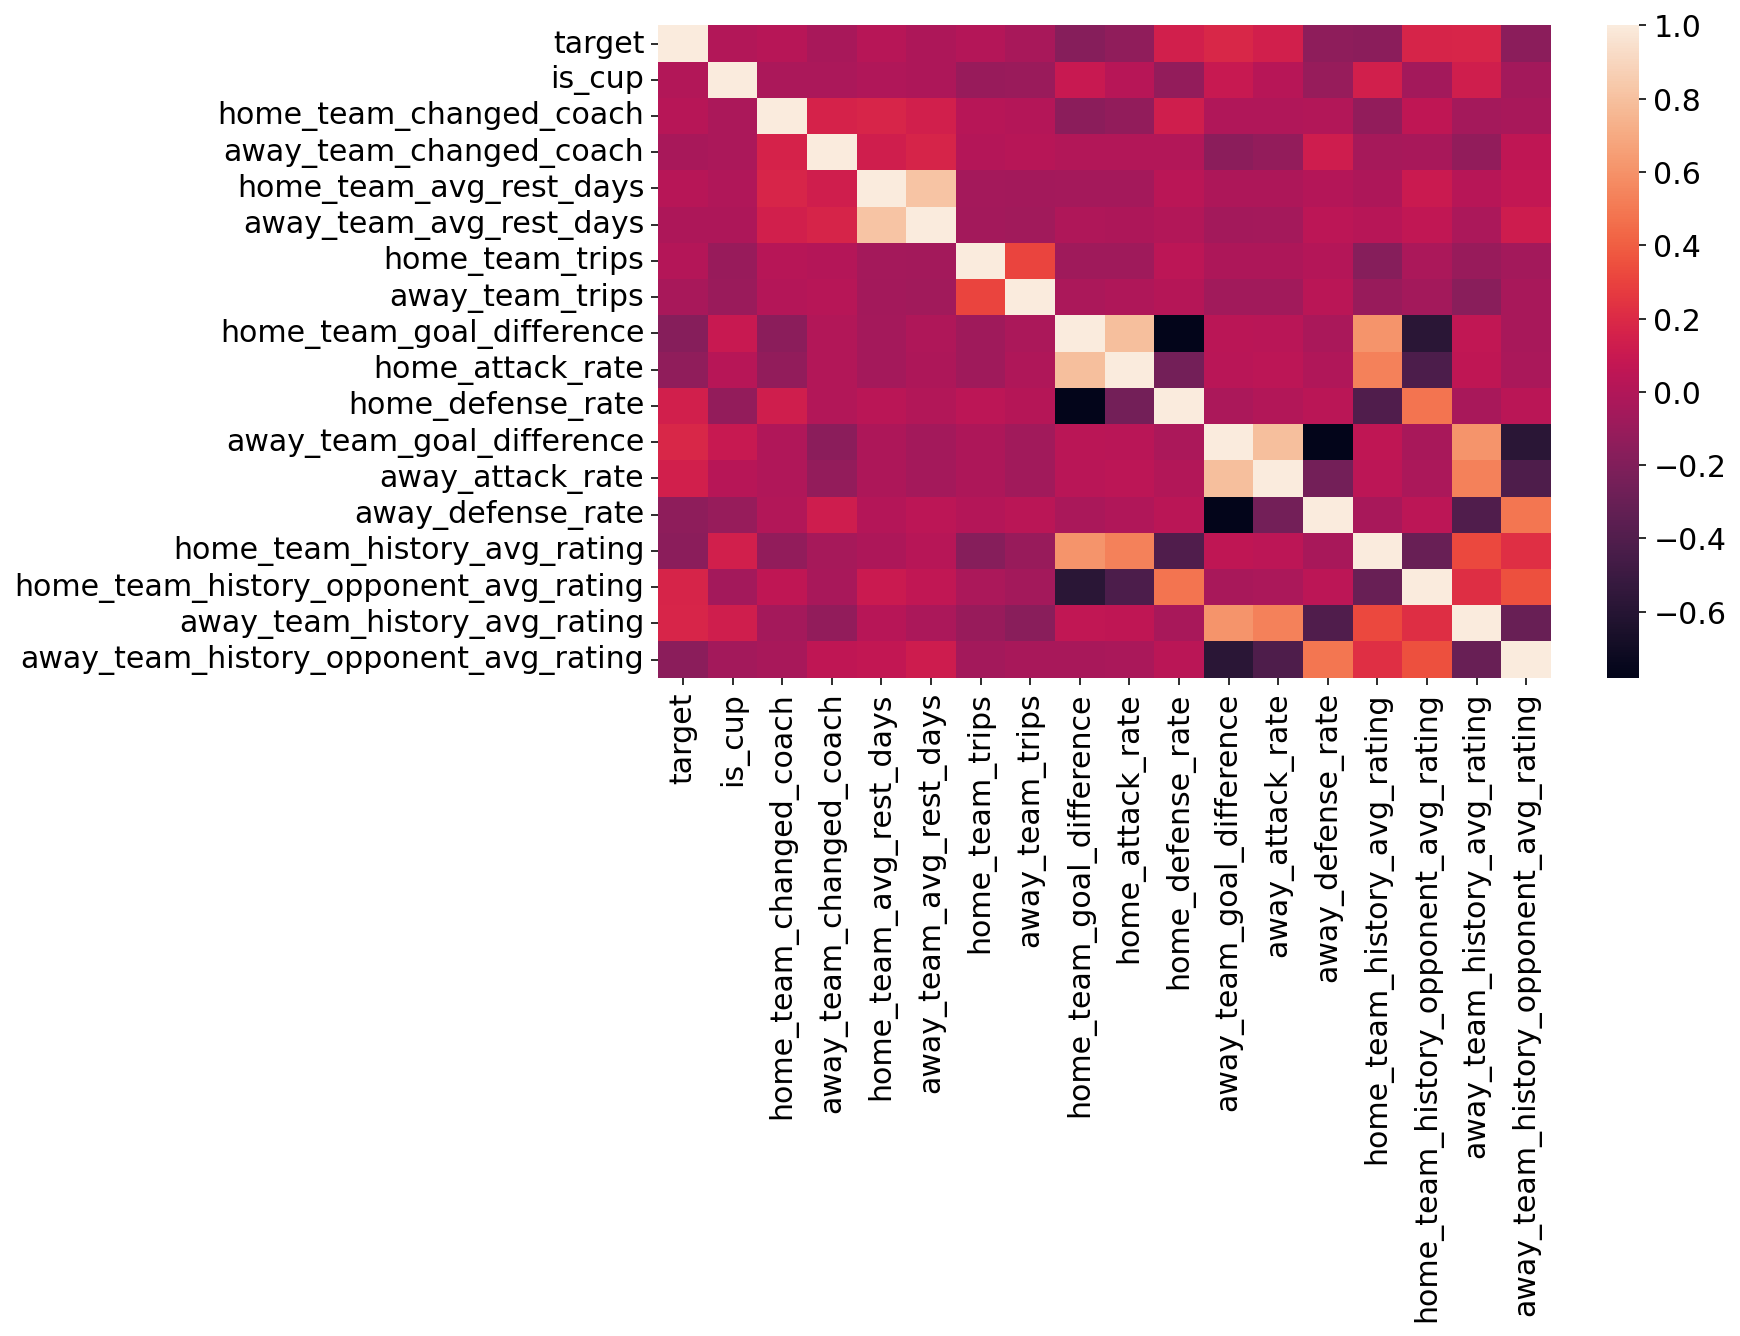 target
is_cup
home_team_changed_coach
away_team_changed_coach
home_team_avg_rest_days
away_team_avg_rest_days
home_team_trips
away_team_trips
home_team_goal_difference
home_attack_rate
home_defense_rate
away_team_goal_difference
away_attack_rate
away_defense_rate
home_team_history_avg_rating
home_team_history_opponent_avg_rating
away_team_history_avg_rating
away_team_history_opponent_avg_rating
target
is_cup
home_team_changed_coach
away_team_changed_coach
home_team_avg_rest_days
away_team_avg_rest_days
home_team_trips
away_team_trips
home_team_goal_difference
home_attack_rate
home_defense_rate
away_team_goal_difference
away_attack_rate
away_defense_rate
home_team_history_avg_rating
home_team_history_opponent_avg_rating
away_team_history_avg_rating
away_team_history_opponent_avg_rating
1.0
0.8
0.6
0.4
0.2
0.0
−0.2
−0.4
−0.6